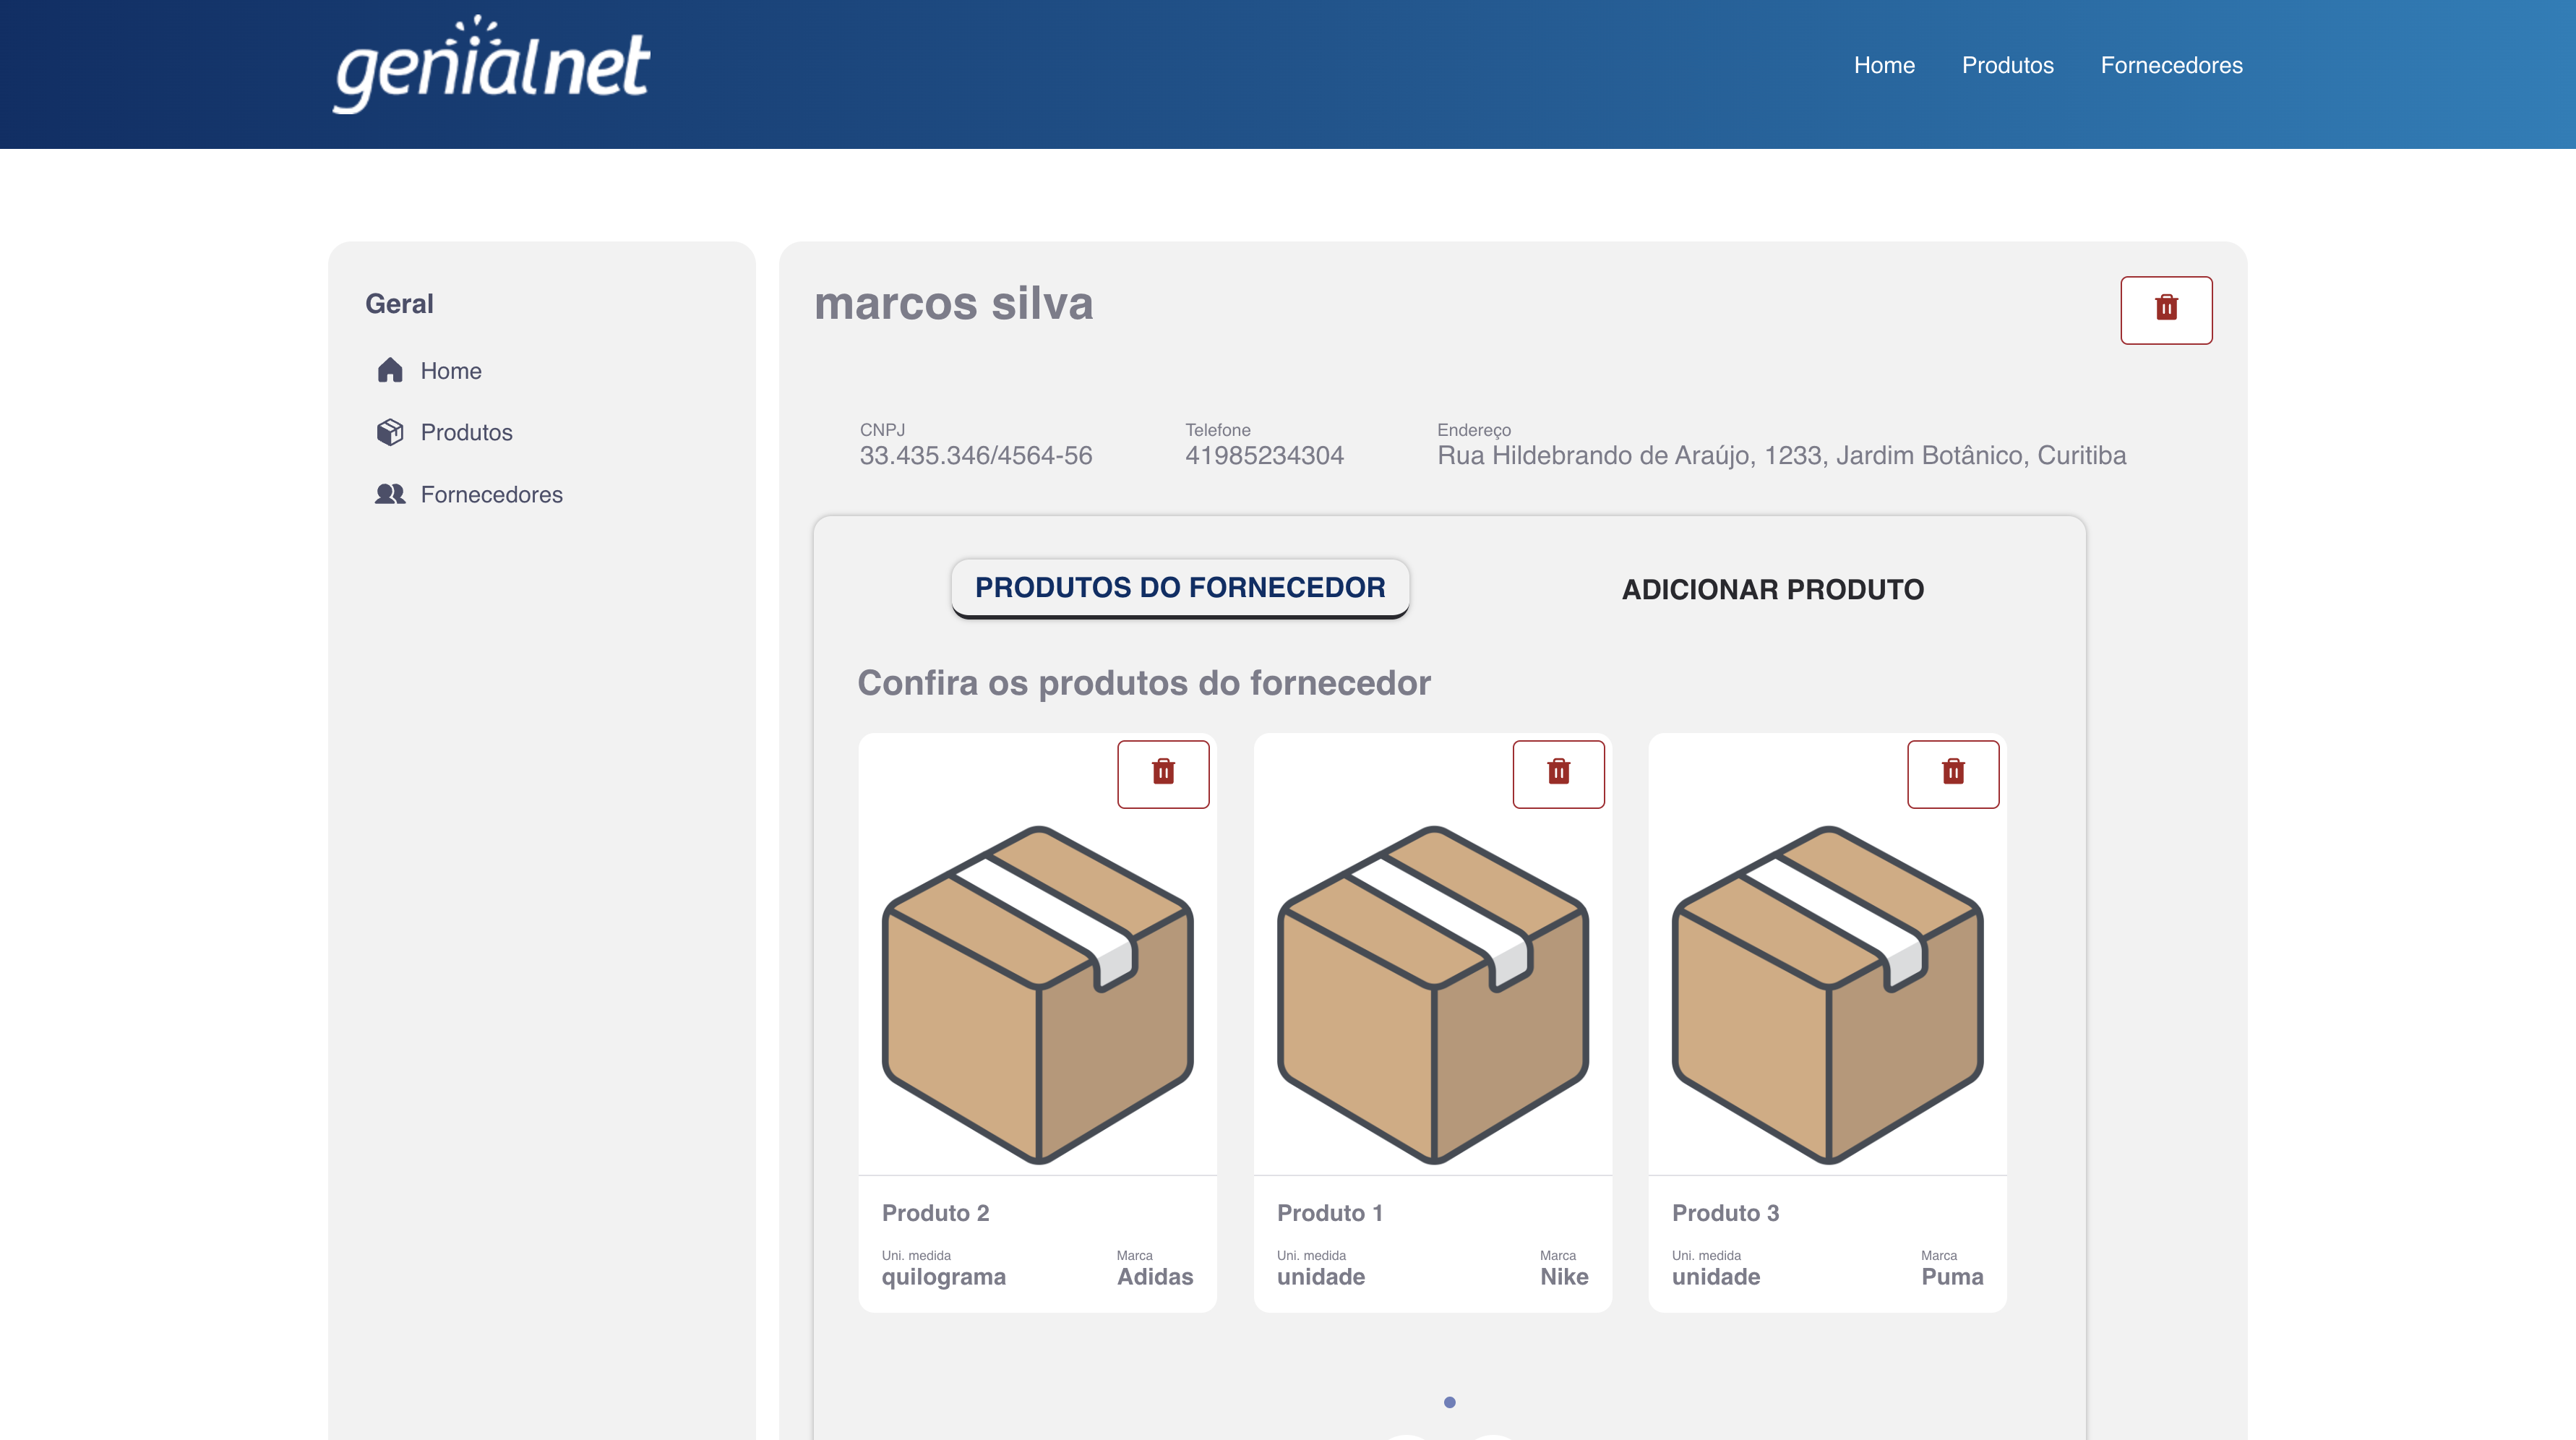 genialnet
Home
Produtos
Fornecedores
Geral
Home
Produtos
Fornecedores
marcos silva
CNPJ
33.435.346/4564-56
Telefone
41985234304
Endereço
Rua Hildebrando de Araújo, 1233, Jardim Botânico, Curitiba
PRODUTOS DO FORNECEDOR
ADICIONAR PRODUTO
Confira os produtos do fornecedor
Produto 2
Uni. medida
quilograma
Marca
Adidas
Produto 1
Uni. medida
unidade
Marca
Nike
Produto 3
Uni. medida
unidade
Marca
Puma